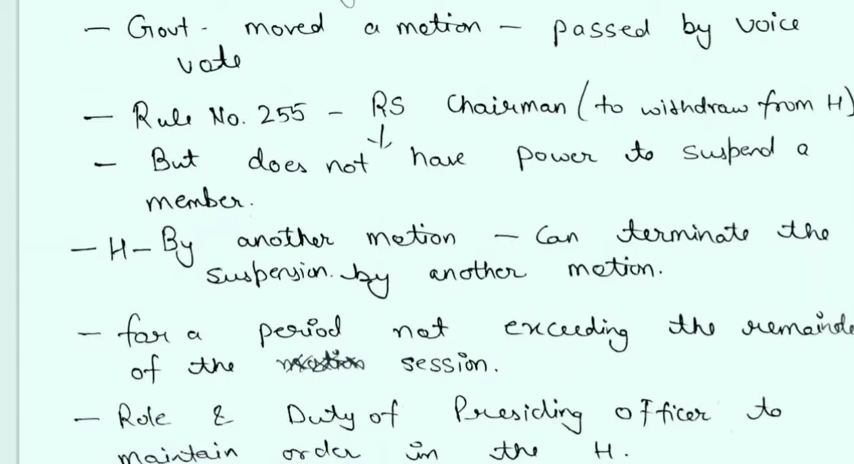 — Govt - moved a motion — passed by voice
vote
— Rule No. 255 — RS Chairman (to withdraw from H)
— But does not have power to suspend a
member.
— H — By another motion — Can terminate the
suspension. by another motion.
— for a period not exceeding the remainde
of the session.
— Role & Duty of Presiding officer to
maintain order in the H.